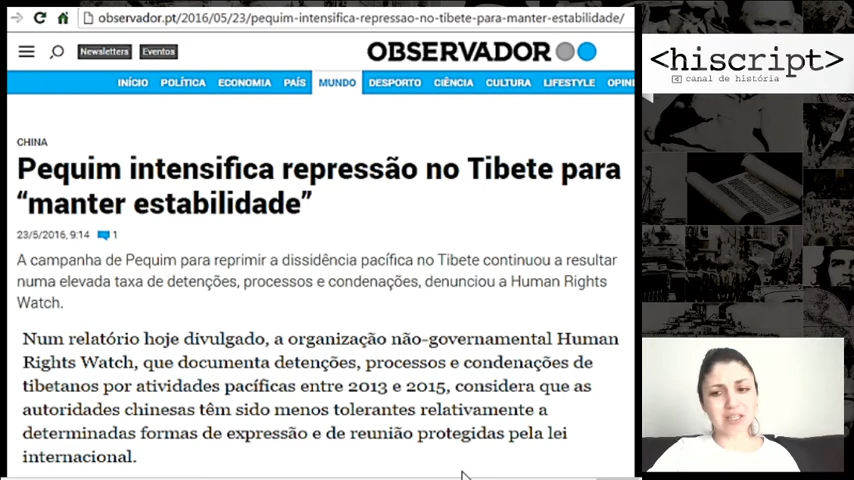 observador.pt/2016/05/23/pequim-intensifica-repressao-no-tibete-para-manter-estabilidade/
Newsletters Eventos OBSERVADOR
INÍCIO POLÍTICA ECONOMIA PAÍS MUNDO DESPORTO CIÊNCIA CULTURA LIFESTYLE OPINI
CHINA
Pequim intensifica repressão no Tibete para
“manter estabilidade”
23/5/2016, 9:14 1
A campanha de Pequim para reprimir a dissidência pacífica no Tibete continuou a resultar
numa elevada taxa de detenções, processos e condenações, denunciou a Human Rights
Watch.
Num relatório hoje divulgado, a organização não-governamental Human
Rights Watch, que documenta detenções, processos e condenações de
tibetanos por atividades pacíficas entre 2013 e 2015, considera que as
autoridades chinesas têm sido menos tolerantes relativamente a
determinadas formas de expressão e de reunião protegidas pela lei
internacional.
<hiscript>
canal de história